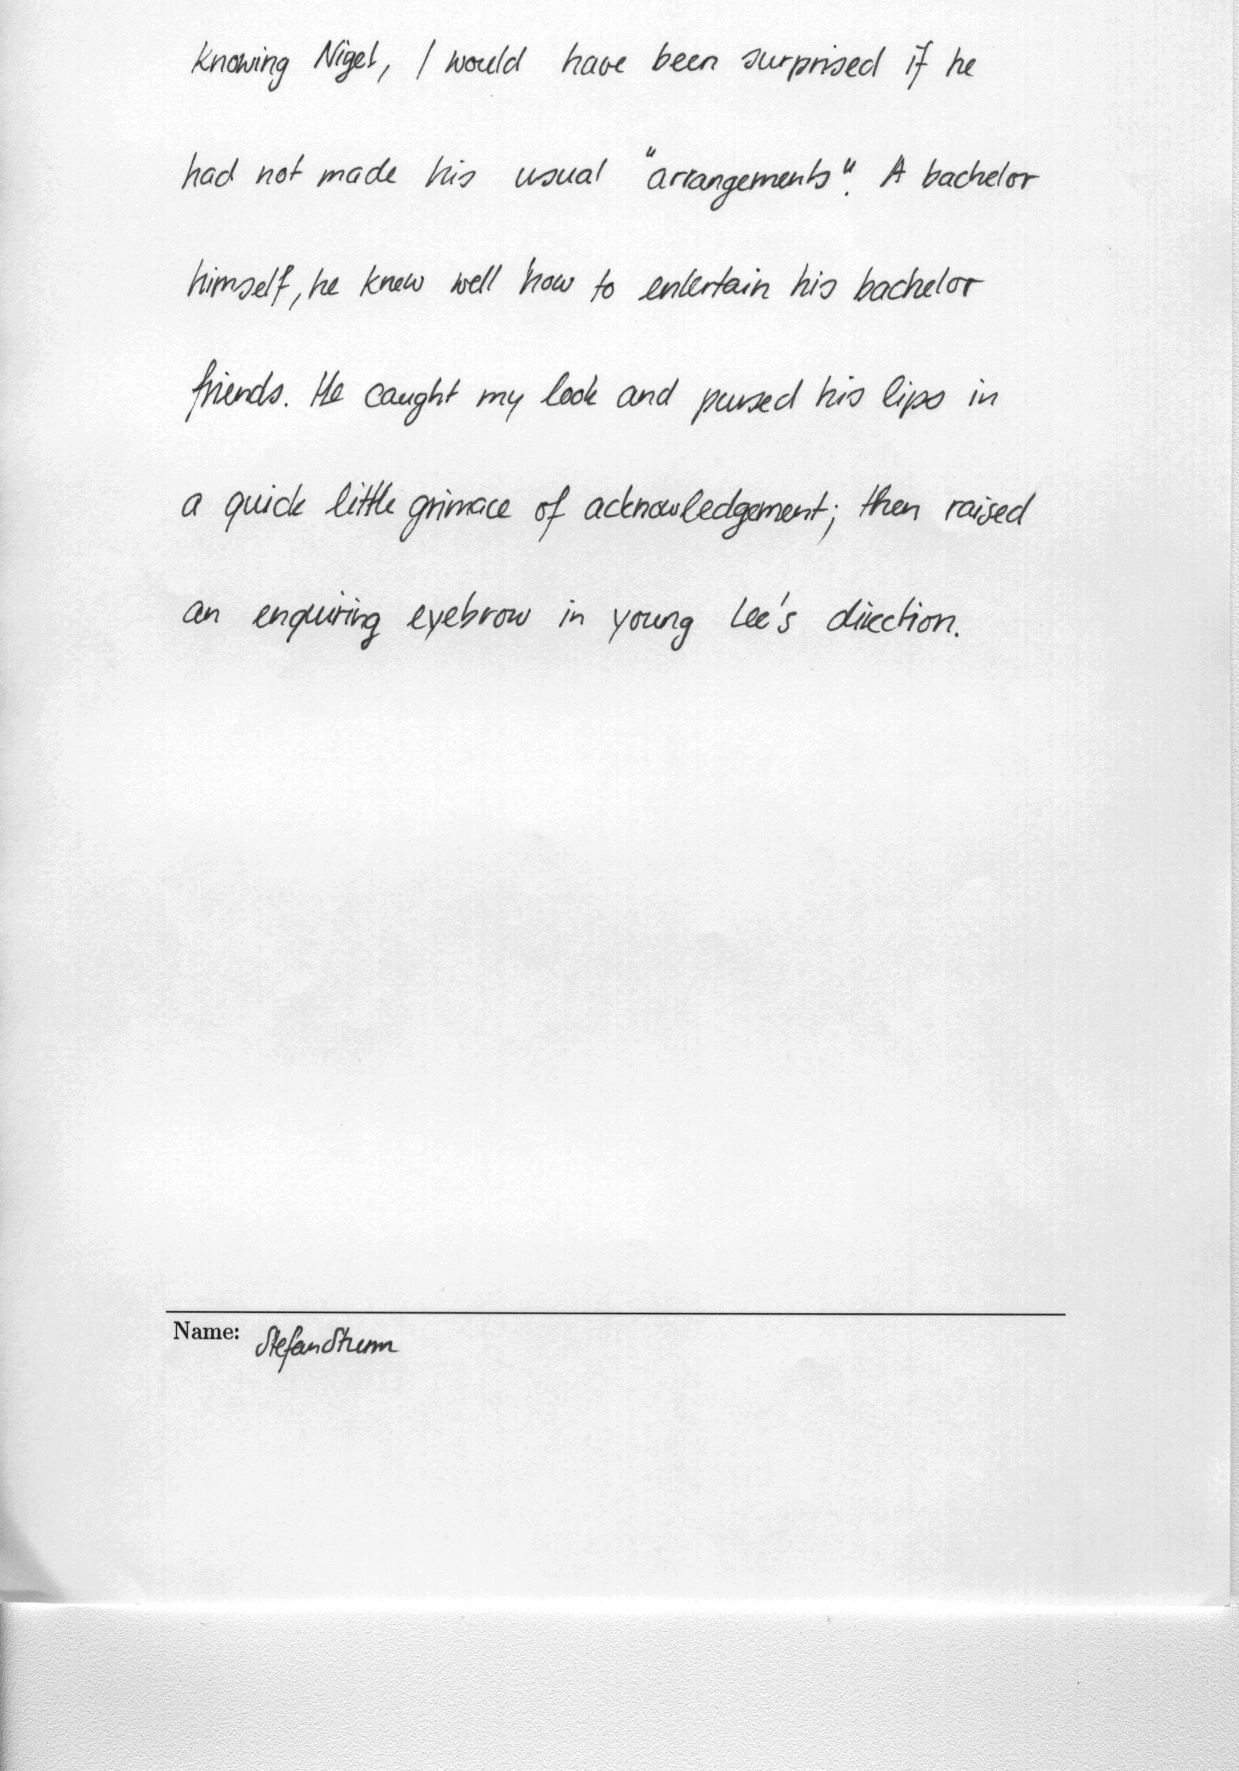 Knowing Nigel, I would have been surprised if he
had not made his usual "arrangements". A bachelor
himself, he knew well how to entertain his bachelor
friends. He caught my look and pursed his lips in
a quick little grimace of acknowledgement; then raised
an enquiring eyebrow in young Lee's direction.
Name: Stefan Sturm